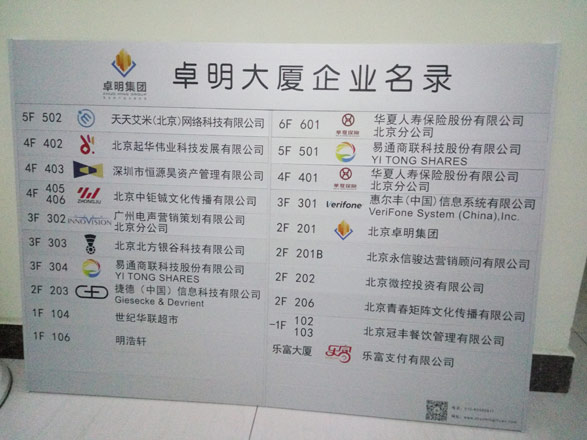 卓明集团
卓明大厦企业名录
5F 502 天天艾米(北京)网络科技有限公司
4F 402 北京起华伟业科技发展有限公司
4F 403 深圳市恒源昊资产管理有限公司
4F 405 406 ZHONGJU 北京中钜铖文化传播有限公司
3F 302 INNOVISION 广州电声营销策划有限公司
北京分公司
3F 303 北京北方银谷科技有限公司
3F 304 易通商联科技股份有限公司
YI TONG SHARES
2F 203 捷德（中国）信息科技有限公司
Giesecke & Devrient
1F 104 世纪华联超市
1F 106 明浩轩
6F 601 华夏保险 华夏人寿保险股份有限公司
北京分公司
5F 501 易通商联科技股份有限公司
YI TONG SHARES
4F 401 华夏保险 华夏人寿保险股份有限公司
北京分公司
3F 301 Verifone 惠尔丰(中国)信息系统有限公司
VeriFone System (China),Inc.
2F 201 北京卓明集团
2F 201B 北京永信骏达营销顾问有限公司
2F 202 北京微控投资有限公司
2F 206 北京青春矩阵文化传播有限公司
-1F 102 103 北京冠丰餐饮管理有限公司
乐富大厦 乐富 乐富支付有限公司